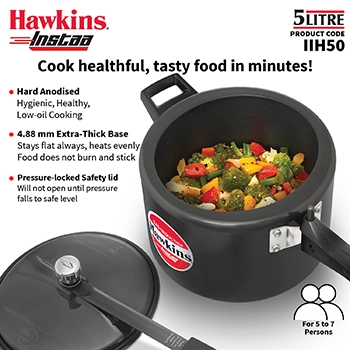 Hawkins
Instaa
5 LITRE
PRODUCT CODE
IIH50
Cook healthful, tasty food in minutes!
Hard Anodised
Hygienic, Healthy,
Low-oil Cooking
4.88 mm Extra-Thick Base
Stays flat always, heats evenly
Food does not burn and stick
Pressure-locked Safety lid
Will not open until pressure
falls to safe level
Hawkins
For 5 to 7
Persons